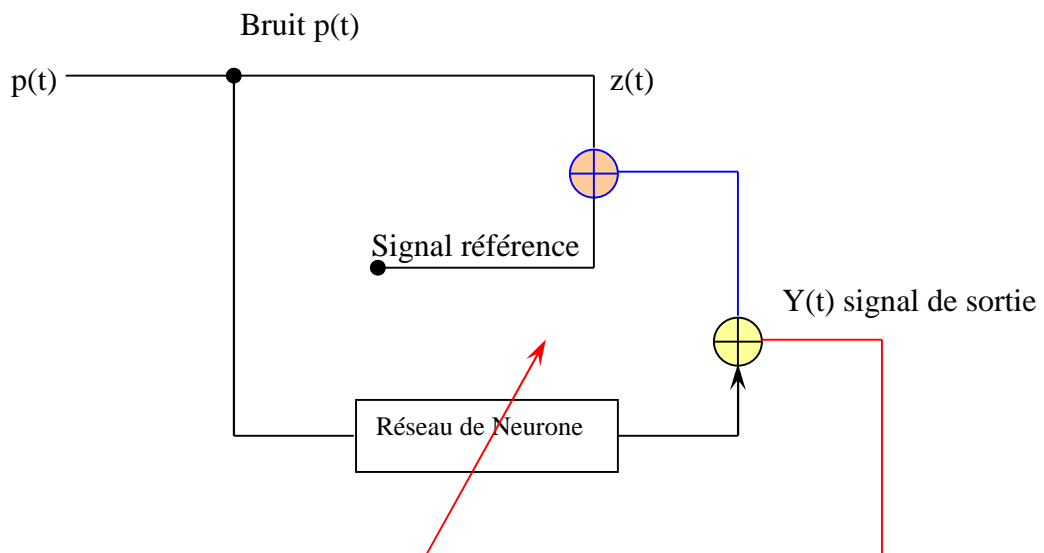 Bruit p(t)
p(t)
z(t)
Signal référence
Y(t) signal de sortie
Réseau de Neurone